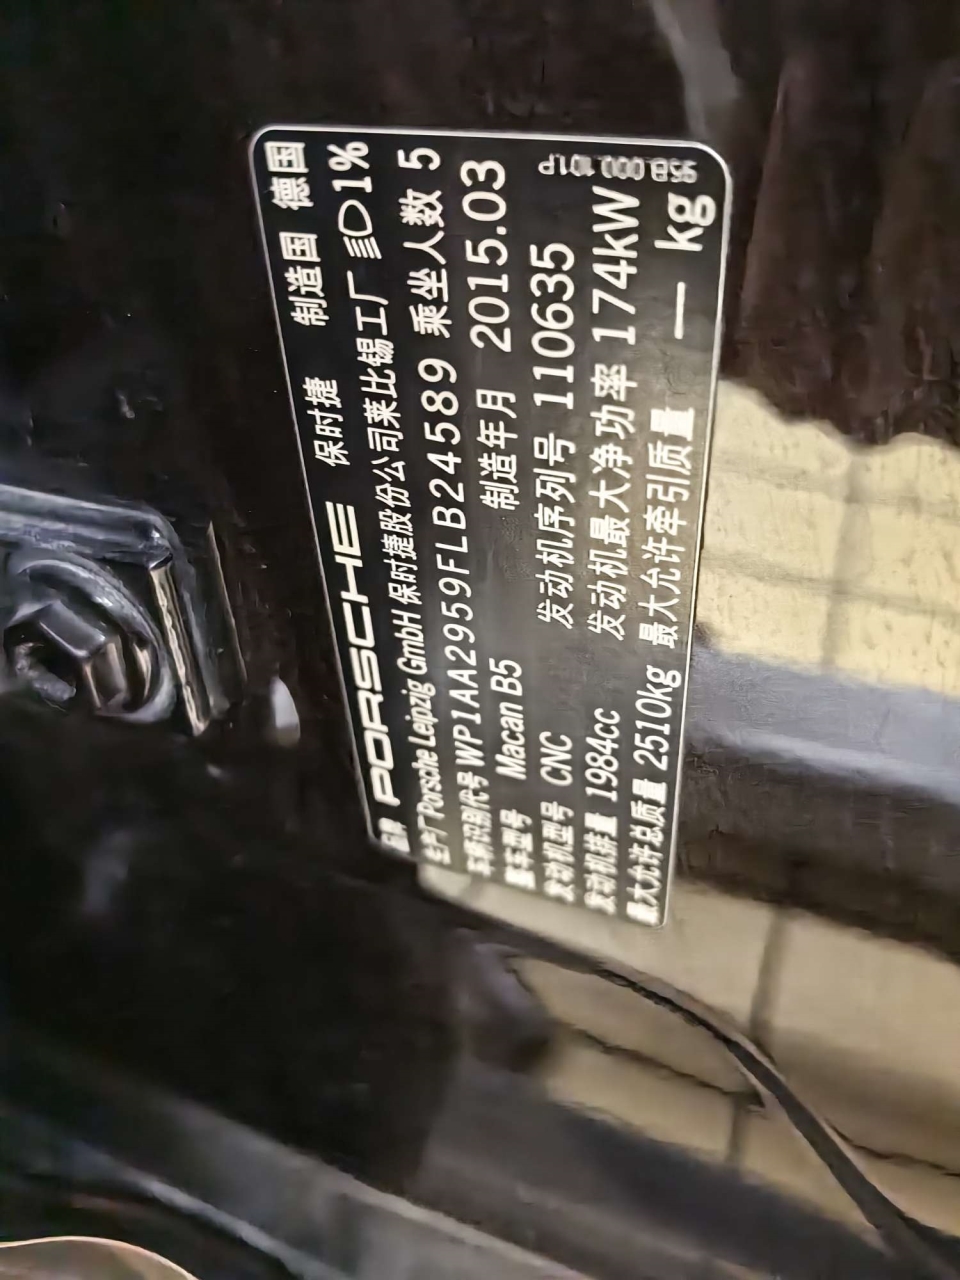 品牌 PORSCHE 保时捷 制造国 德国
生产厂 Porsche Leipzig GmbH 保时捷股份公司莱比锡工厂 1%
车辆识别代号 WP1AA2959FLB24589 乘坐人数 5
整车型号 Macan B5 制造年月 2015.03
发动机型号 CNC 发动机序列号 110635
发动机排量 1984cc 发动机最大净功率 174kW
最大允许总质量 2510kg 最大允许牵引质量 — kg
95B.000.101.P